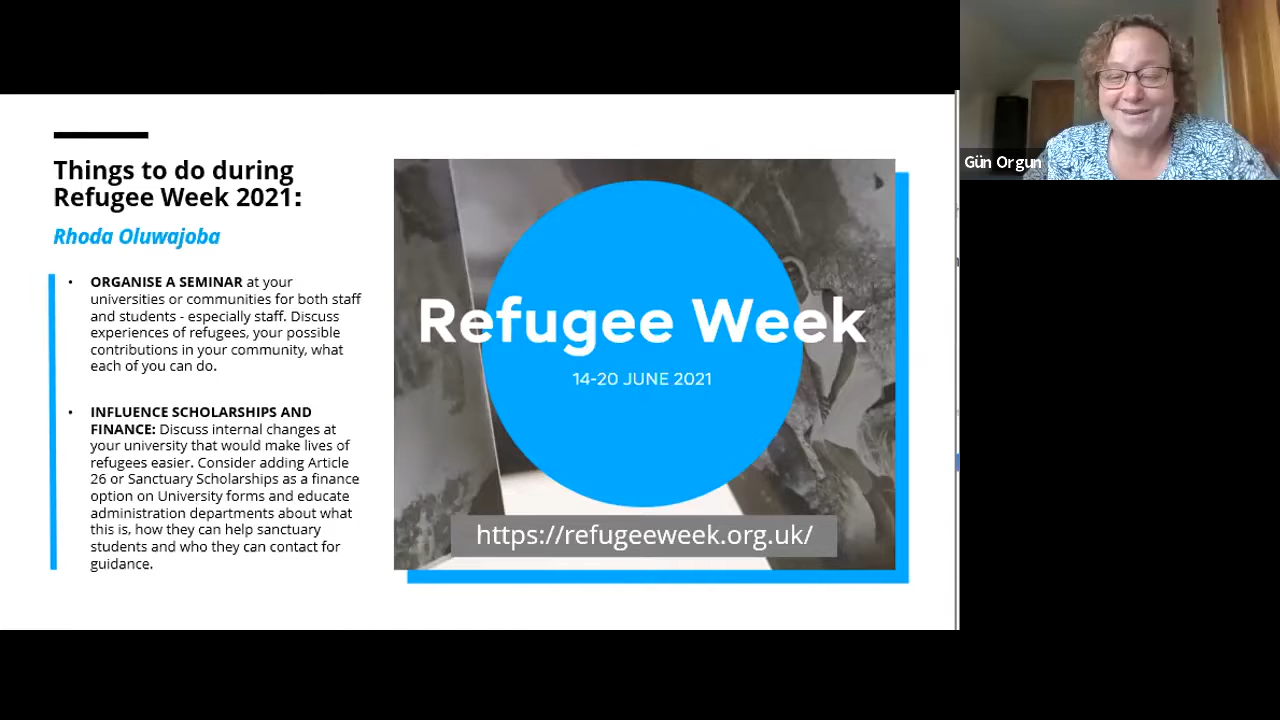 Things to do during
Refugee Week 2021:
Rhoda Oluwajoba
• ORGANISE A SEMINAR at your
universities or communities for both staff
and students - especially staff. Discuss
experiences of refugees, your possible
contributions in your community, what
each of you can do.
• INFLUENCE SCHOLARSHIPS AND
FINANCE: Discuss internal changes at
your university that would make lives of
refugees easier. Consider adding Article
26 or Sanctuary Scholarships as a finance
option on University forms and educate
administration departments about what
this is, how they can help sanctuary
students and who they can contact for
guidance.
Refugee Week
14-20 JUNE 2021
https://refugeeweek.org.uk/
Gün Orgun